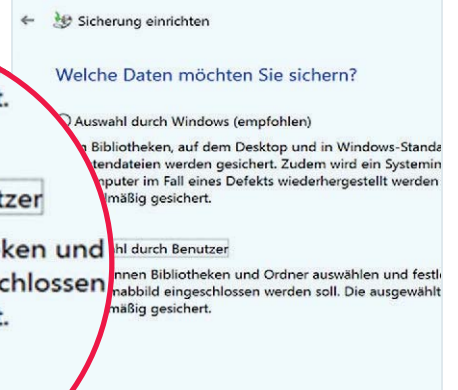 Sicherung einrichten
Welche Daten möchten Sie sichern?
Auswahl durch Windows (empfohlen)
Bibliotheken, auf dem Desktop und in Windows-Standa
tendateien werden gesichert. Zudem wird ein Systemin
mputer im Fall eines Defekts wiederhergestellt werden
lmäßig gesichert.
hl durch Benutzer
nnen Bibliotheken und Ordner auswählen und festl
mabbild eingeschlossen werden soll. Die ausgewählt
mäßig gesichert.
t.
tzer
ken und
chlossen
t.